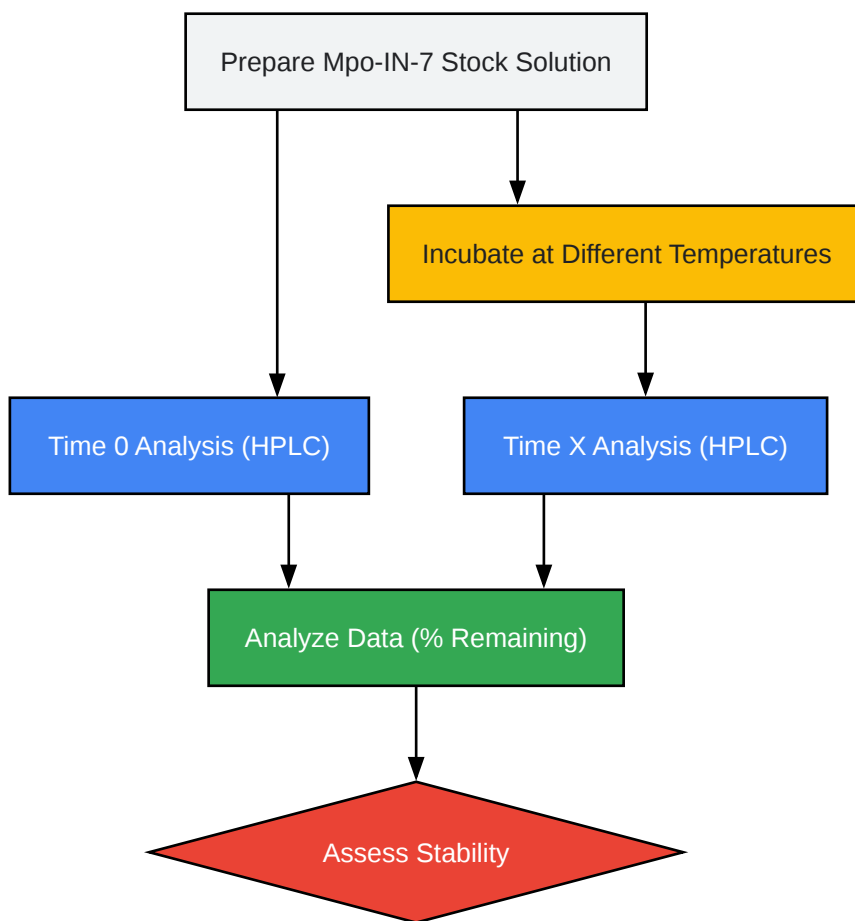 Prepare Mpo-IN-7 Stock Solution
Incubate at Different Temperatures
Time 0 Analysis (HPLC)
Time X Analysis (HPLC)
Analyze Data (% Remaining)
Assess Stability